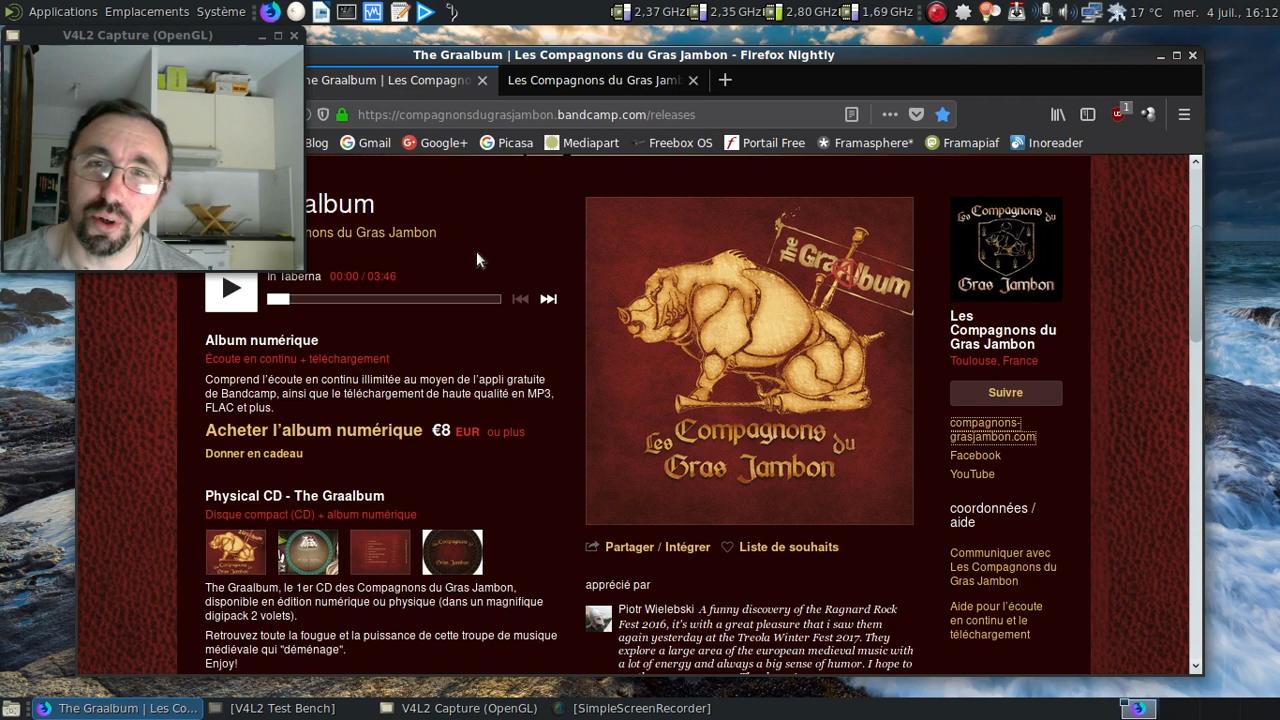 Applications Emplacements Système
2,37 GHz 2,35 GHz 2,80 GHz 1,69 GHz 17 °C mer. 4 juil., 16:12
V4L2 Capture (OpenGL)
The Graalbum | Les Compagnons du Gras Jambon - Firefox Nightly
he Graalbum | Les Compagno
Les Compagnons du Gras Jamb
https://compagnonsdugrasjambon.bandcamp.com/releases
1
Blog Gmail Google+ Picasa Mediapart Freebox OS Portail Free Framasphere* Framapiaf Inoreader
album
nons du Gras Jambon
In Taberna 00:00 / 03:46
Album numérique
Écoute en continu + téléchargement
Comprend l'écoute en continu illimitée au moyen de l'appli gratuite
de Bandcamp, ainsi que le téléchargement de haute qualité en MP3,
FLAC et plus.
Acheter l'album numérique €8 EUR ou plus
Donner en cadeau
Physical CD - The Graalbum
Disque compact (CD) + album numérique
The Graalbum, le 1er CD des Compagnons du Gras Jambon,
disponible en édition numérique ou physique (dans un magnifique
digipack 2 volets).
Retrouvez toute la fougue et la puissance de cette troupe de musique
médiévale qui "déménage".
Enjoy!
The GraAlbum
Les Compagnons du
Gras Jambon
Partager / Intégrer Liste de souhaits
apprécié par
Piotr Wielebski A funny discovery of the Ragnard Rock
Fest 2016, it's with a great pleasure that i saw them
again yesterday at the Treola Winter Fest 2017. They
explore a large area of the european medieval music with
a lot of energy and always a big sense of humor. I hope to
Les Compagnons du
Gras Jambon
Les
Compagnons du
Gras Jambon
Toulouse, France
Suivre
compagnons-
grasjambon.com
Facebook
YouTube
coordonnées /
aide
Communiquer avec
Les Compagnons du
Gras Jambon
Aide pour l'écoute
en continu et le
téléchargement
The Graalbum | Les Co... [V4L2 Test Bench] V4L2 Capture (OpenGL) [SimpleScreenRecorder]